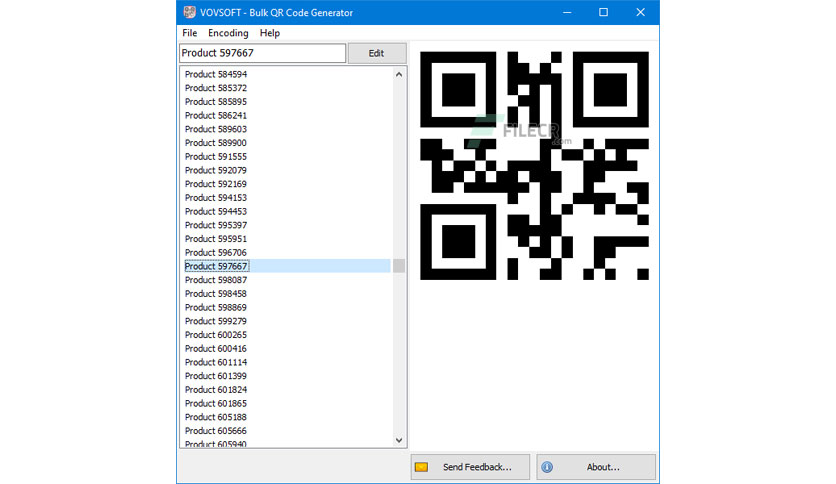 VOVSOFT - Bulk QR Code Generator
File Encoding Help
Product 597667 Edit
Product 584594
Product 585372
Product 585895
Product 586241
Product 589603
Product 589900
Product 591555
Product 592079
Product 592169
Product 594153
Product 594453
Product 595397
Product 595951
Product 596706
Product 597667
Product 598087
Product 598458
Product 598869
Product 599279
Product 600265
Product 600416
Product 601114
Product 601399
Product 601824
Product 601865
Product 605188
Product 605666
Product 605940
FILECR
.com
Send Feedback... About...